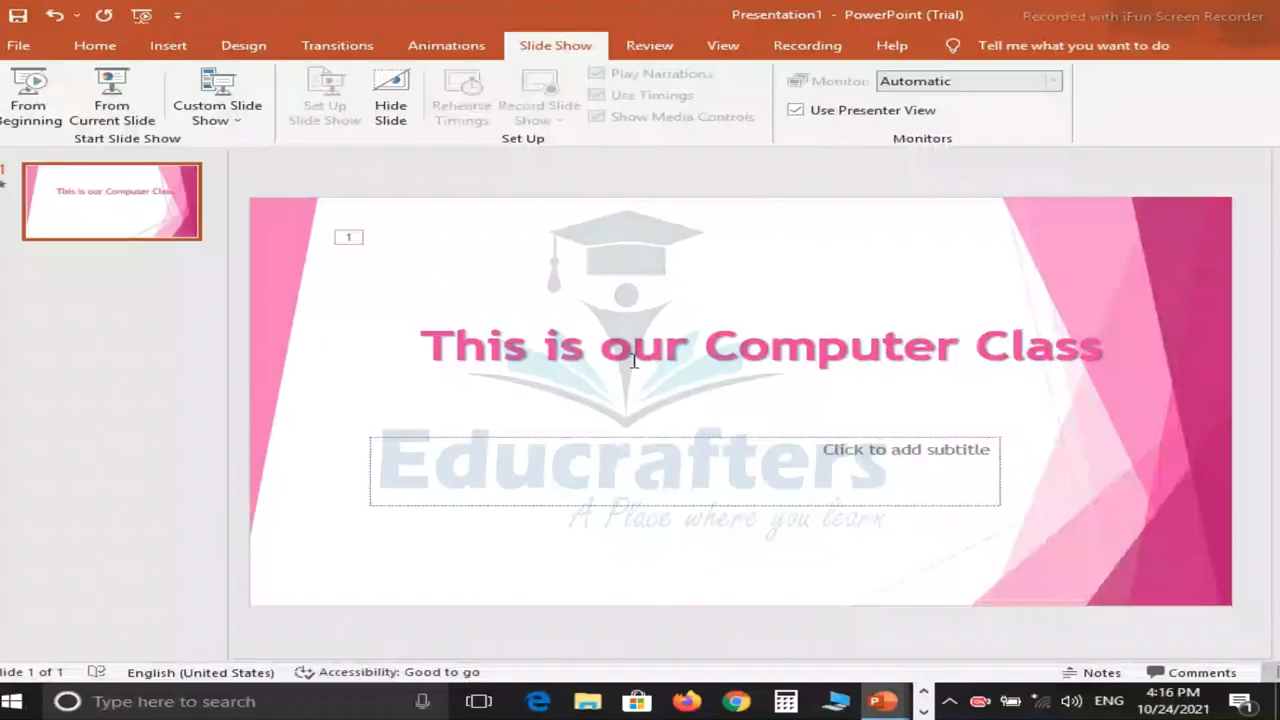 Presentation1 - PowerPoint (Trial)
Recorded with iFun Screen Recorder
File Home Insert Design Transitions Animations Slide Show Review View Recording Help Tell me what you want to do
From Beginning
From Current Slide
Custom Slide Show
Set Up Slide Show
Hide Slide
Rehearse Timings
Record Slide Show
Play Narrations
Use Timings
Show Media Controls
Monitor: Automatic
Use Presenter View
Start Slide Show Set Up Monitors
1
This is our Computer Class
1
This is our Computer Class
Click to add subtitle
Educrafters
A Place where you learn
lide 1 of 1 English (United States) Accessibility: Good to go Notes Comments
Type here to search
ENG
4:16 PM
10/24/2021
1